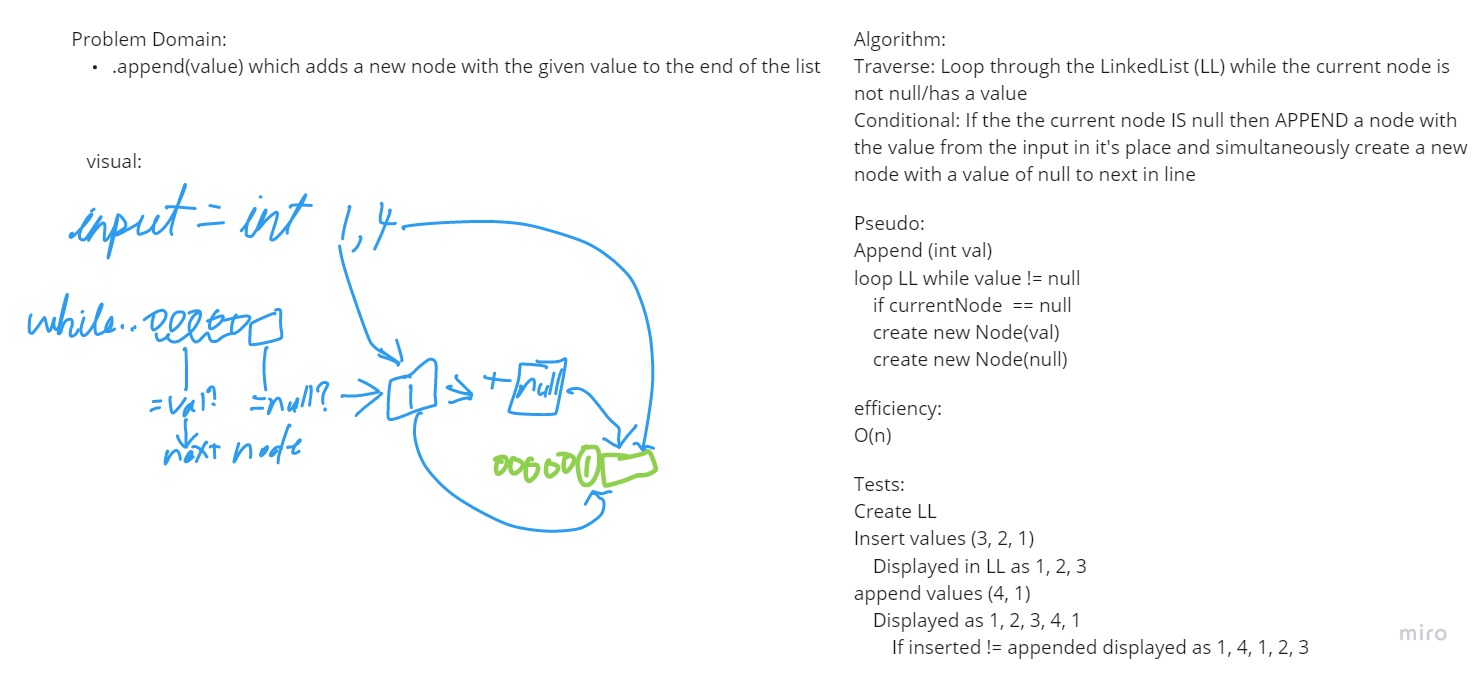 Problem Domain:
• .append(value) which adds a new node with the given value to the end of the list
visual:
input = int 1,4
while.. 00000
=val? =null? 1 + null
next node
000000 1
Algorithm:
Traverse: Loop through the LinkedList (LL) while the current node is
not null/has a value
Conditional: If the the current node IS null then APPEND a node with
the value from the input in it's place and simultaneously create a new
node with a value of null to next in line
Pseudo:
Append (int val)
loop LL while value != null
if currentNode == null
create new Node(val)
create new Node(null)
efficiency:
O(n)
Tests:
Create LL
Insert values (3, 2, 1)
Displayed in LL as 1, 2, 3
append values (4, 1)
Displayed as 1, 2, 3, 4, 1
If inserted != appended displayed as 1, 4, 1, 2, 3
miro